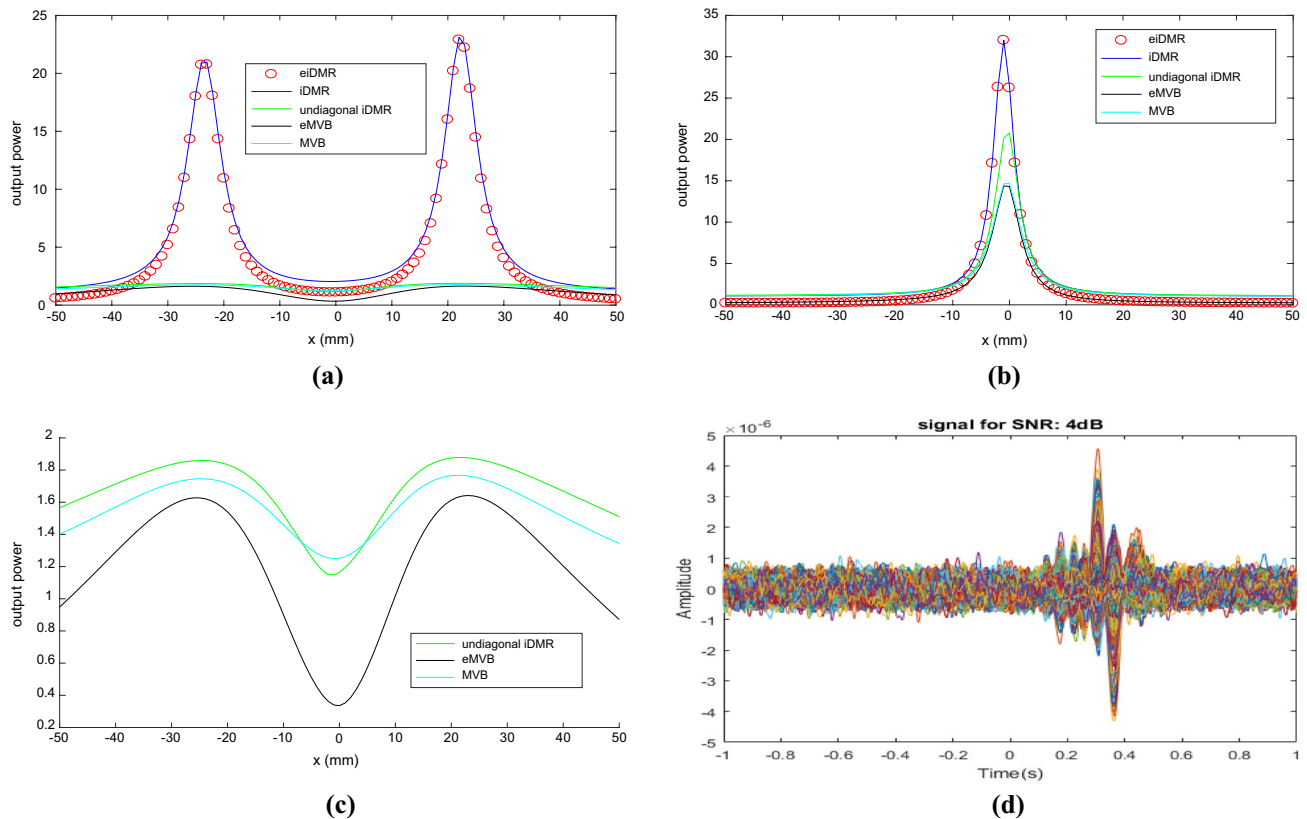 25
20
15
10
5
0
output power
eiDMR
iDMR
undiagonal iDMR
eMVB
MVB
-50 -40 -30 -20 -10 0 10 20 30 40 50
x (mm)
(a)
35
30
25
20
15
10
5
0
output power
eiDMR
iDMR
undiagonal iDMR
eMVB
MVB
-50 -40 -30 -20 -10 0 10 20 30 40 50
x (mm)
(b)
2
1.8
1.6
1.4
1.2
1
0.8
0.6
0.4
0.2
output power
undiagonal iDMR
eMVB
MVB
-50 -40 -30 -20 -10 0 10 20 30 40 50
x (mm)
(c)
signal for SNR: 4dB
× 10⁻⁶
5
4
3
2
1
0
-1
-2
-3
-4
-5
Amplitude
-1 -0.8 -0.6 -0.4 -0.2 0 0.2 0.4 0.6 0.8 1
Time(s)
(d)